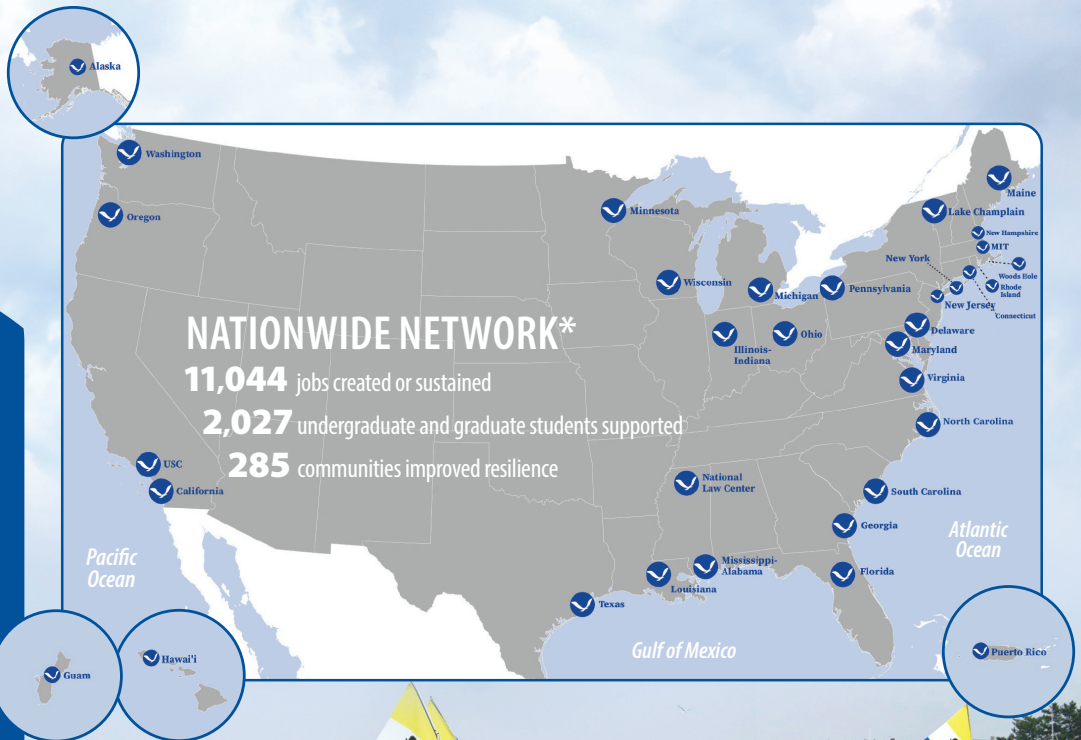 Alaska
Washington
Oregon
Minnesota
Wisconsin
Michigan
Illinois-
Indiana
Ohio
Pennsylvania
Maine
Lake Champlain
New Hampshire
MIT
Woods Hole
Rhode
Island
Connecticut
New York
New Jersey
Delaware
Maryland
Virginia
North Carolina
NATIONWIDE NETWORK*
11,044 jobs created or sustained
2,027 undergraduate and graduate students supported
285 communities improved resilience
USC
California
National
Law Center
South Carolina
Georgia
Florida
Mississippi-
Alabama
Louisiana
Texas
Pacific
Ocean
Atlantic
Ocean
Gulf of Mexico
Guam
Hawai'i
Puerto Rico